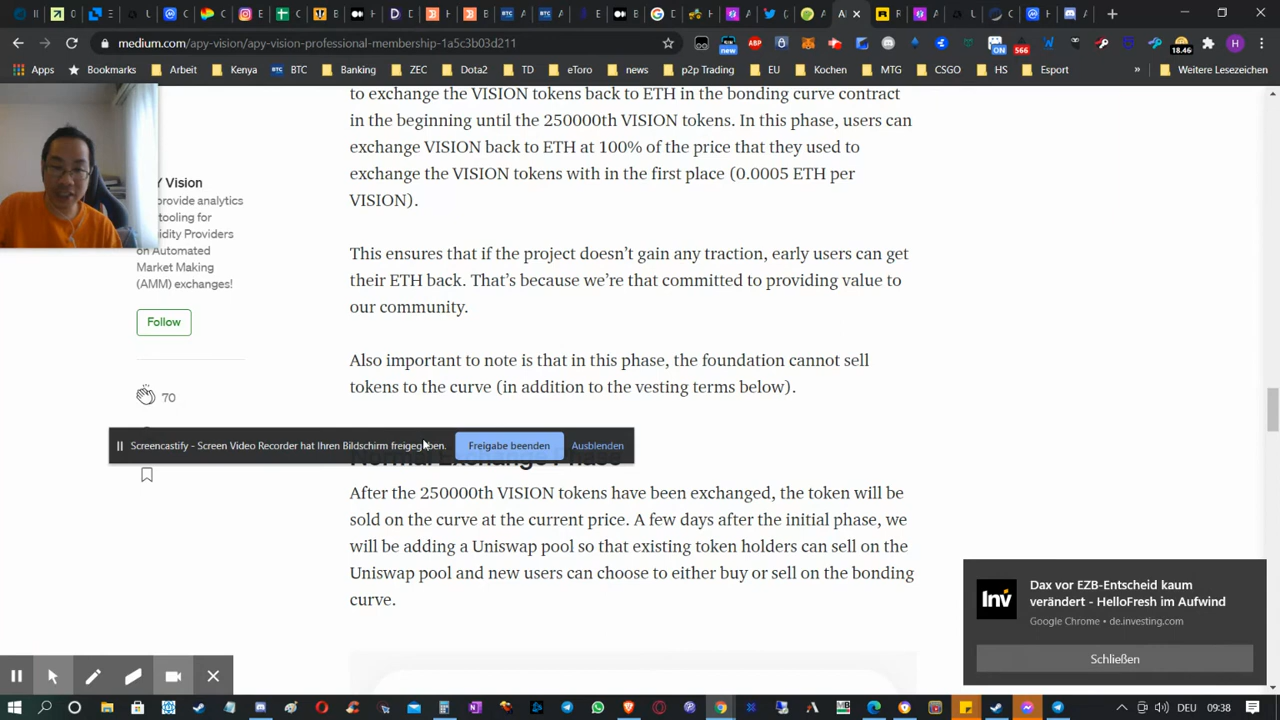 medium.com/apy-vision/apy-vision-professional-membership-1a5c3b03d211
new
ABP
ON
566
18.46
H
Apps
Bookmarks
Arbeit
Kenya
BTC
Banking
ZEC
Dota2
TD
eToro
news
p2p Trading
EU
Kochen
MTG
CSGO
HS
Esport
»
Weitere Lesezeichen
to exchange the VISION tokens back to ETH in the bonding curve contract
in the beginning until the 250000th VISION tokens. In this phase, users can
exchange VISION back to ETH at 100% of the price that they used to
exchange the VISION tokens with in the first place (0.0005 ETH per
VISION).
This ensures that if the project doesn’t gain any traction, early users can get
their ETH back. That’s because we’re that committed to providing value to
our community.
Also important to note is that in this phase, the foundation cannot sell
tokens to the curve (in addition to the vesting terms below).
Normal Exchange Phase
After the 250000th VISION tokens have been exchanged, the token will be
sold on the curve at the current price. A few days after the initial phase, we
will be adding a Uniswap pool so that existing token holders can sell on the
Uniswap pool and new users can choose to either buy or sell on the bonding
curve.
Y Vision
provide analytics
tooling for
idity Providers
on Automated
Market Making
(AMM) exchanges!
Follow
70
Screencastify - Screen Video Recorder hat Ihren Bildschirm freigegeben.
Freigabe beenden
Ausblenden
Inv
Dax vor EZB-Entscheid kaum
verändert - HelloFresh im Aufwind
Google Chrome • de.investing.com
Schließen
DEU
09:38